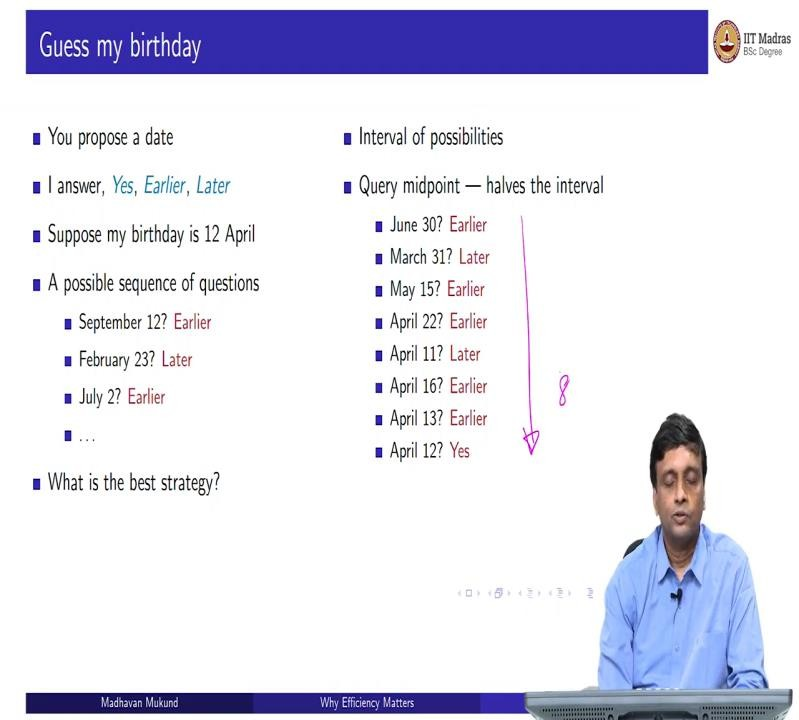 Guess my birthday
IIT Madras
BSc Degree
You propose a date
I answer, Yes, Earlier, Later
Suppose my birthday is 12 April
A possible sequence of questions
September 12? Earlier
February 23? Later
July 2? Earlier
...
What is the best strategy?
Interval of possibilities
Query midpoint — halves the interval
June 30? Earlier
March 31? Later
May 15? Earlier
April 22? Earlier
April 11? Later
April 16? Earlier
April 13? Earlier
April 12? Yes
8
Madhavan Mukund
Why Efficiency Matters